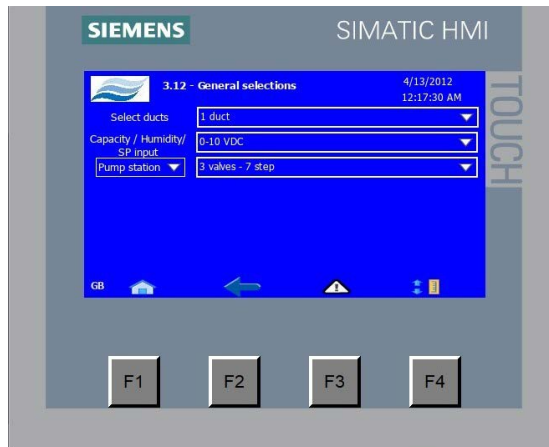 SIEMENS
SIMATIC HMI
TOUCH
3.12 - General selections
4/13/2012
12:17:30 AM
Select ducts
1 duct
Capacity / Humidity/
SP input
0-10 VDC
Pump station
3 valves - 7 step
GB
F1
F2
F3
F4